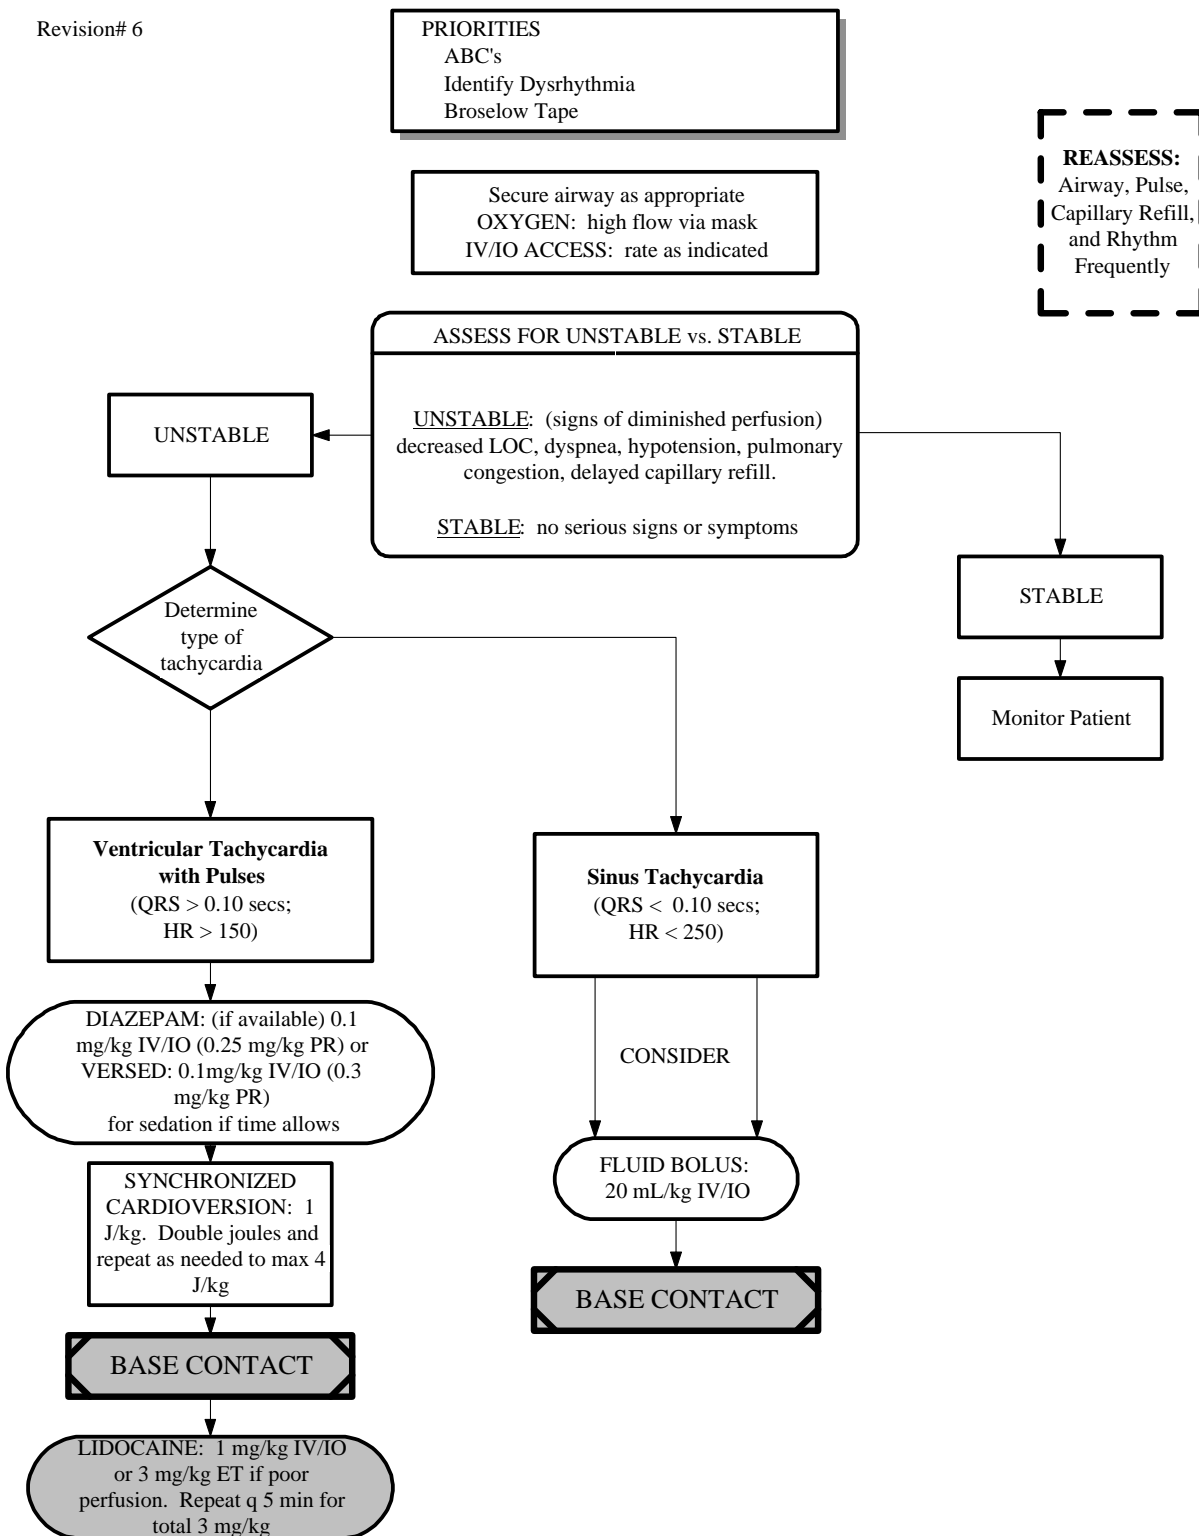 Revision# 6
PRIORITIES
ABC's
Identify Dysrhythmia
Broselow Tape
REASSESS:
Airway, Pulse,
Capillary Refill,
and Rhythm
Frequently
Secure airway as appropriate
OXYGEN: high flow via mask
IV/IO ACCESS: rate as indicated
ASSESS FOR UNSTABLE vs. STABLE
UNSTABLE: (signs of diminished perfusion)
decreased LOC, dyspnea, hypotension, pulmonary
congestion, delayed capillary refill.
STABLE: no serious signs or symptoms
UNSTABLE
STABLE
Monitor Patient
Determine
type of
tachycardia
Ventricular Tachycardia
with Pulses
(QRS > 0.10 secs;
HR > 150)
DIAZEPAM: (if available) 0.1
mg/kg IV/IO (0.25 mg/kg PR) or
VERSED: 0.1mg/kg IV/IO (0.3
mg/kg PR)
for sedation if time allows
SYNCHRONIZED
CARDIOVERSION: 1
J/kg. Double joules and
repeat as needed to max 4
J/kg
BASE CONTACT
LIDOCAINE: 1 mg/kg IV/IO
or 3 mg/kg ET if poor
perfusion. Repeat q 5 min for
total 3 mg/kg
Sinus Tachycardia
(QRS < 0.10 secs;
HR < 250)
CONSIDER
FLUID BOLUS:
20 mL/kg IV/IO
BASE CONTACT